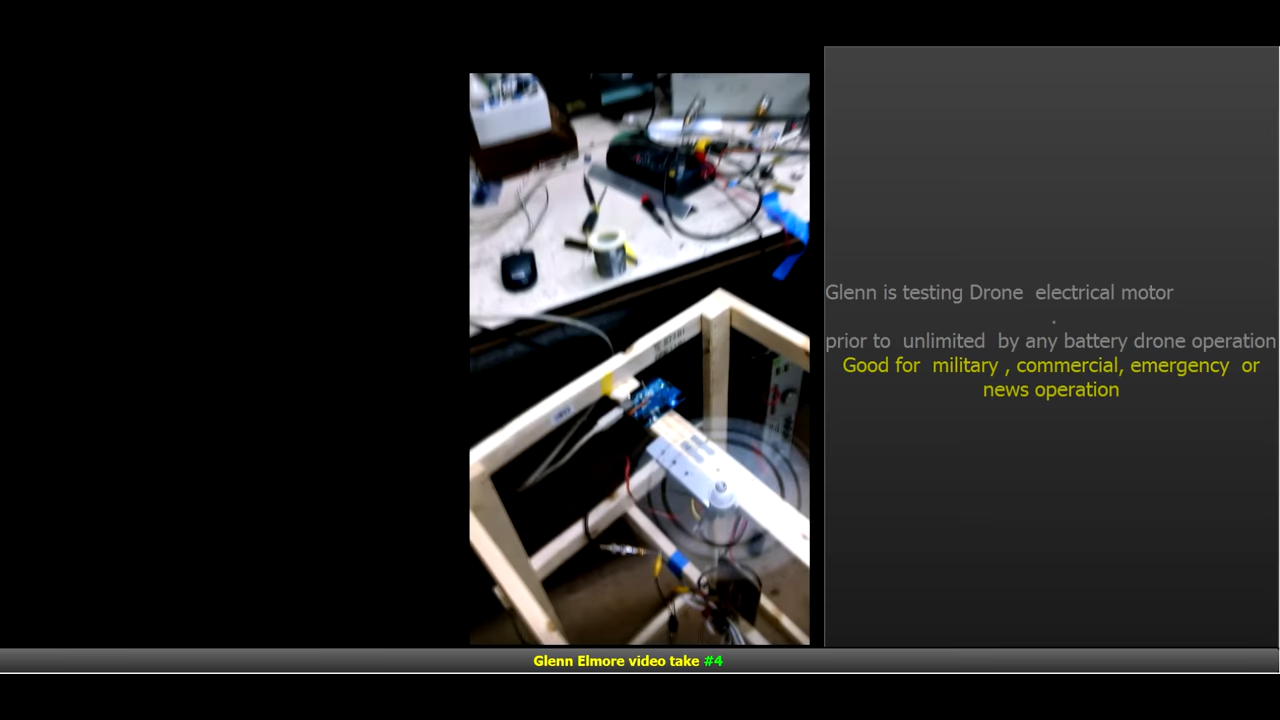 Glenn is testing Drone electrical motor
.
prior to unlimited by any battery drone operation
Good for military , commercial, emergency or
news operation
Glenn Elmore video take #4